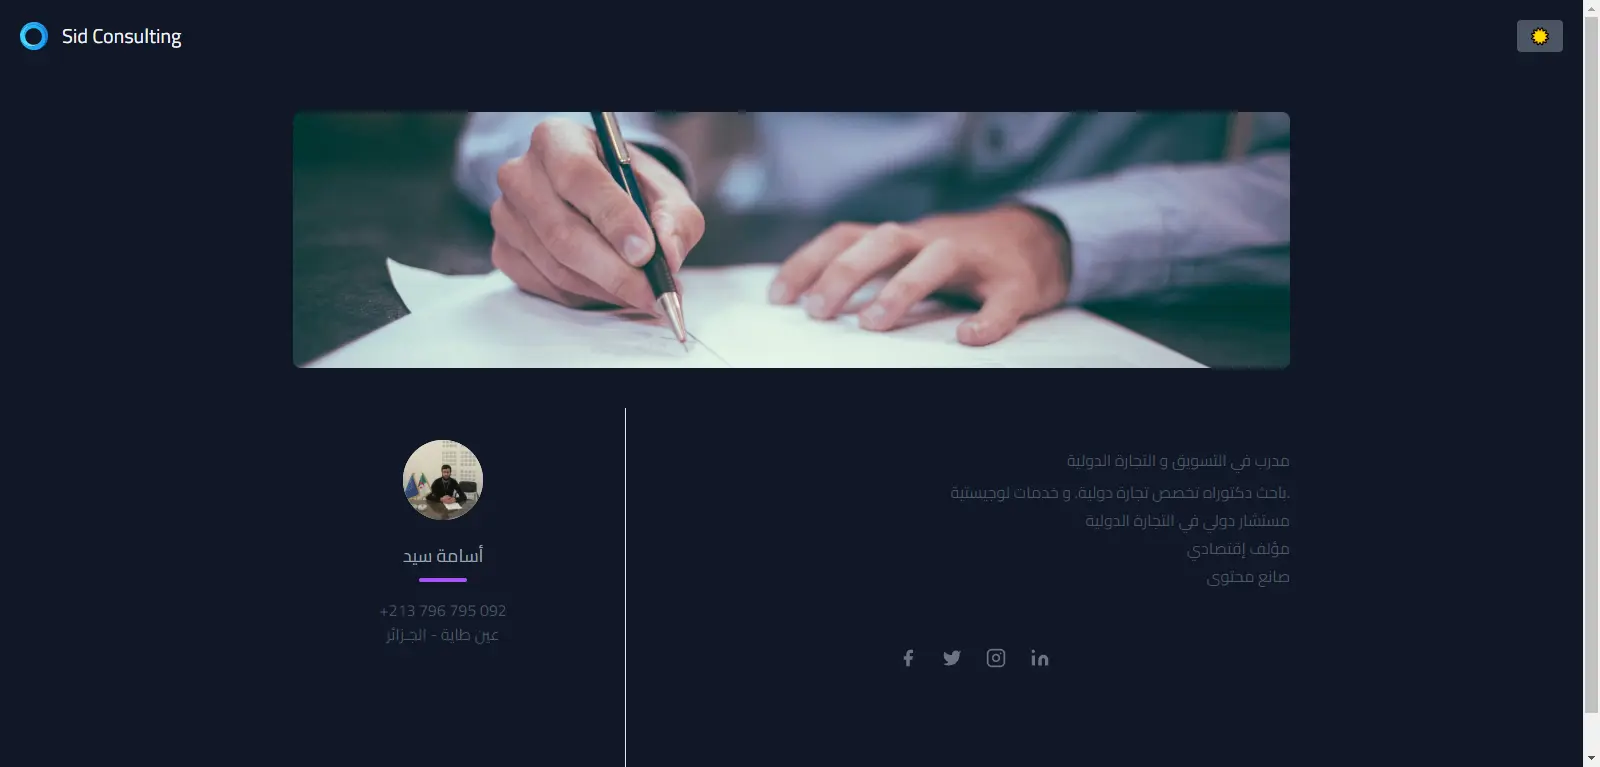 Sid Consulting
أسامة سيد
+213 796 795 092
عين طاية - الجـزائر
مدرب في التسويق و التجارة الدولية
.باحث دكتوراه تخصص تجارة دولية, و خدمات لوجيستية
مستشار دولي في التجارة الدولية
مؤلف إقتصادي
صانع محتوى